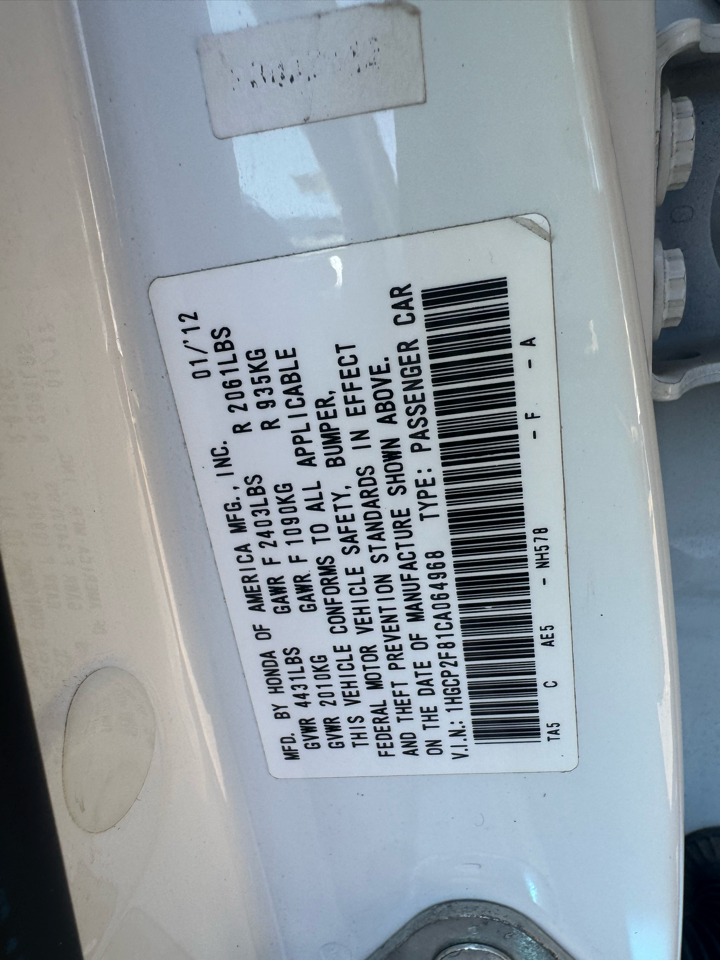 MFD. BY HONDA OF AMERICA MFG., INC. 01/'12
GVWR 4431LBS GAWR F 2403LBS R 2061LBS
GVWR 2010KG GAWR F 1090KG R 935KG
THIS VEHICLE CONFORMS TO ALL APPLICABLE
FEDERAL MOTOR VEHICLE SAFETY, BUMPER,
AND THEFT PREVENTION STANDARDS IN EFFECT
ON THE DATE OF MANUFACTURE SHOWN ABOVE.
V.I.N.: 1HGCP2F81CA064968 TYPE: PASSENGER CAR
TA5 C AE5 - NH578 - F - A